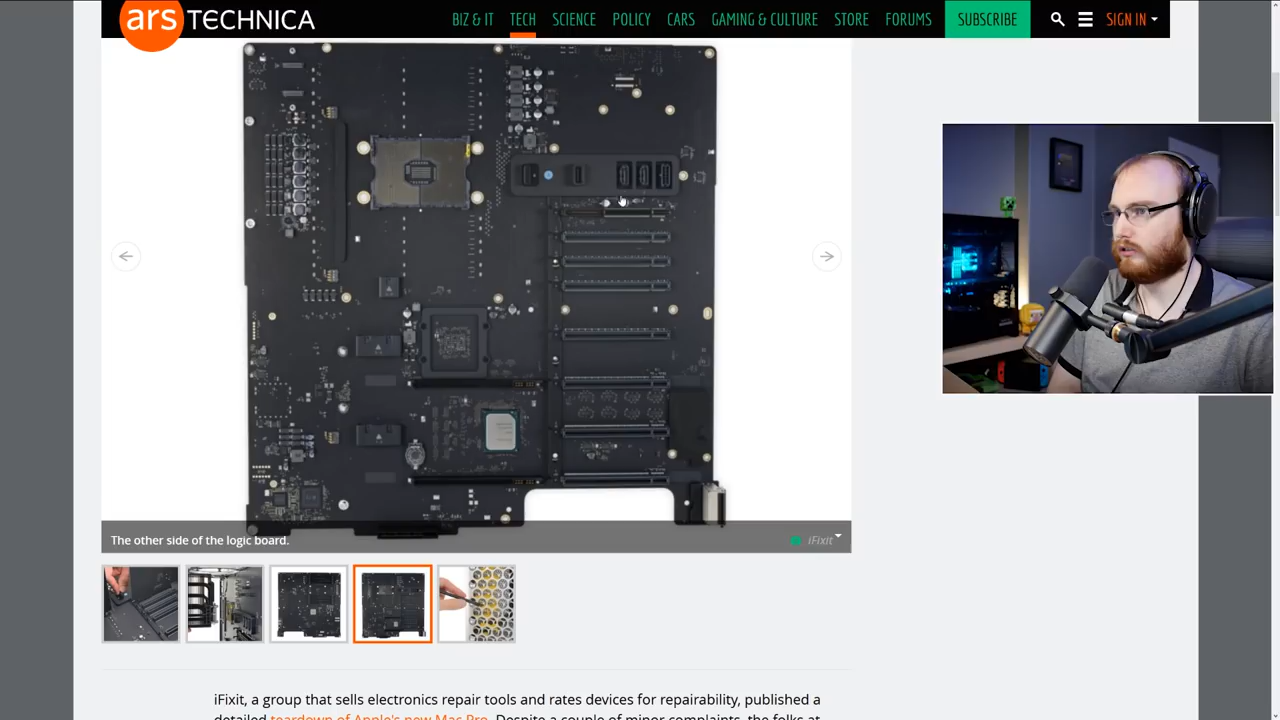 ars TECHNICA
BIZ & IT TECH SCIENCE POLICY CARS GAMING & CULTURE STORE FORUMS SUBSCRIBE SIGN IN
The other side of the logic board.
iFixit
iFixit, a group that sells electronics repair tools and rates devices for repairability, published a
detailed teardown of Apple's new Mac Pro. Despite a couple of minor complaints, the folks at